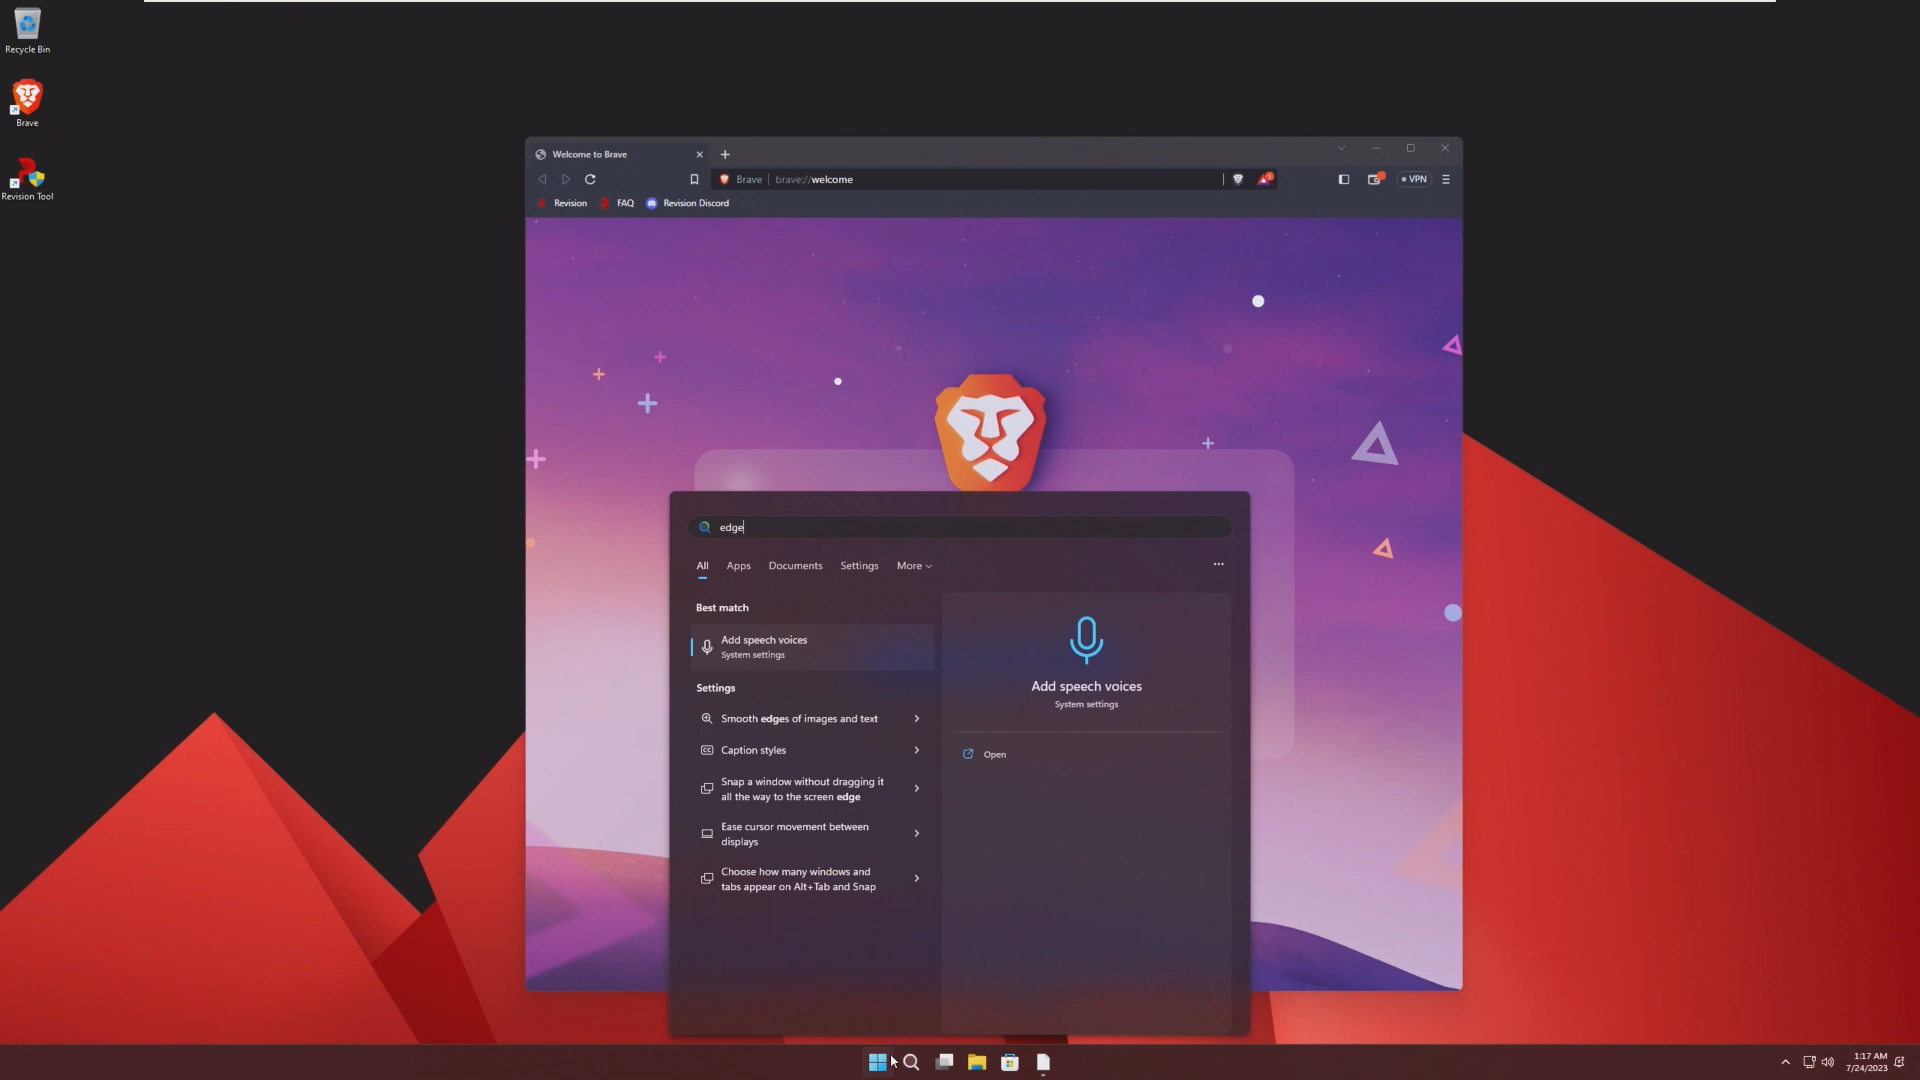 Recycle Bin
Brave
Revision Tool
Welcome to Brave
Brave
brave://welcome
1
VPN
Revision
FAQ
Revision Discord
edge
All
Apps
Documents
Settings
More
Best match
Add speech voices
System settings
Settings
Smooth edges of images and text
Caption styles
Snap a window without dragging it
all the way to the screen edge
Ease cursor movement between
displays
Choose how many windows and
tabs appear on Alt+Tab and Snap
Add speech voices
System settings
Open
1:17 AM
7/24/2023